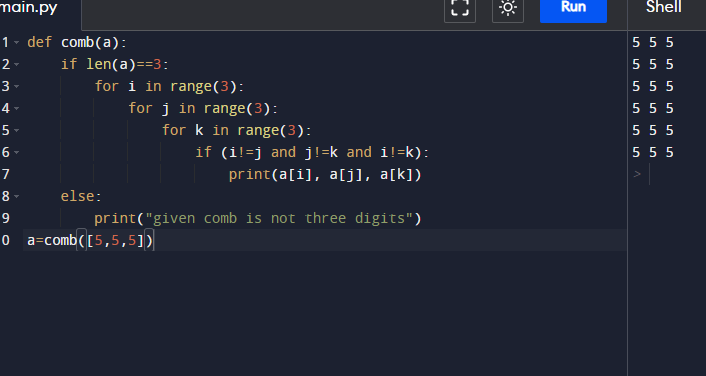 main.py Run Shell
1 def comb(a):
2 if len(a)==3:
3 for i in range(3):
4 for j in range(3):
5 for k in range(3):
6 if (i!=j and j!=k and i!=k):
7 print(a[i], a[j], a[k])
8 else:
9 print("given comb is not three digits")
0 a=comb([5,5,5])
5 5 5
5 5 5
5 5 5
5 5 5
5 5 5
5 5 5
>